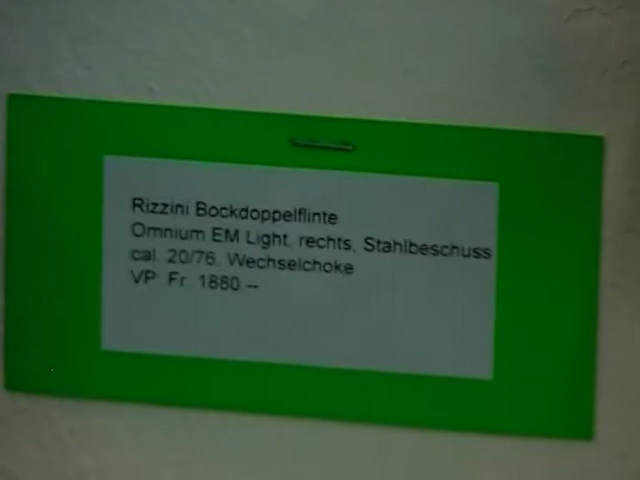 Rizzini Bockdoppelflinte
Omnium EM Light, rechts, Stahlbeschuss
cal. 20/76, Wechselchoke
VP: Fr. 1880 --